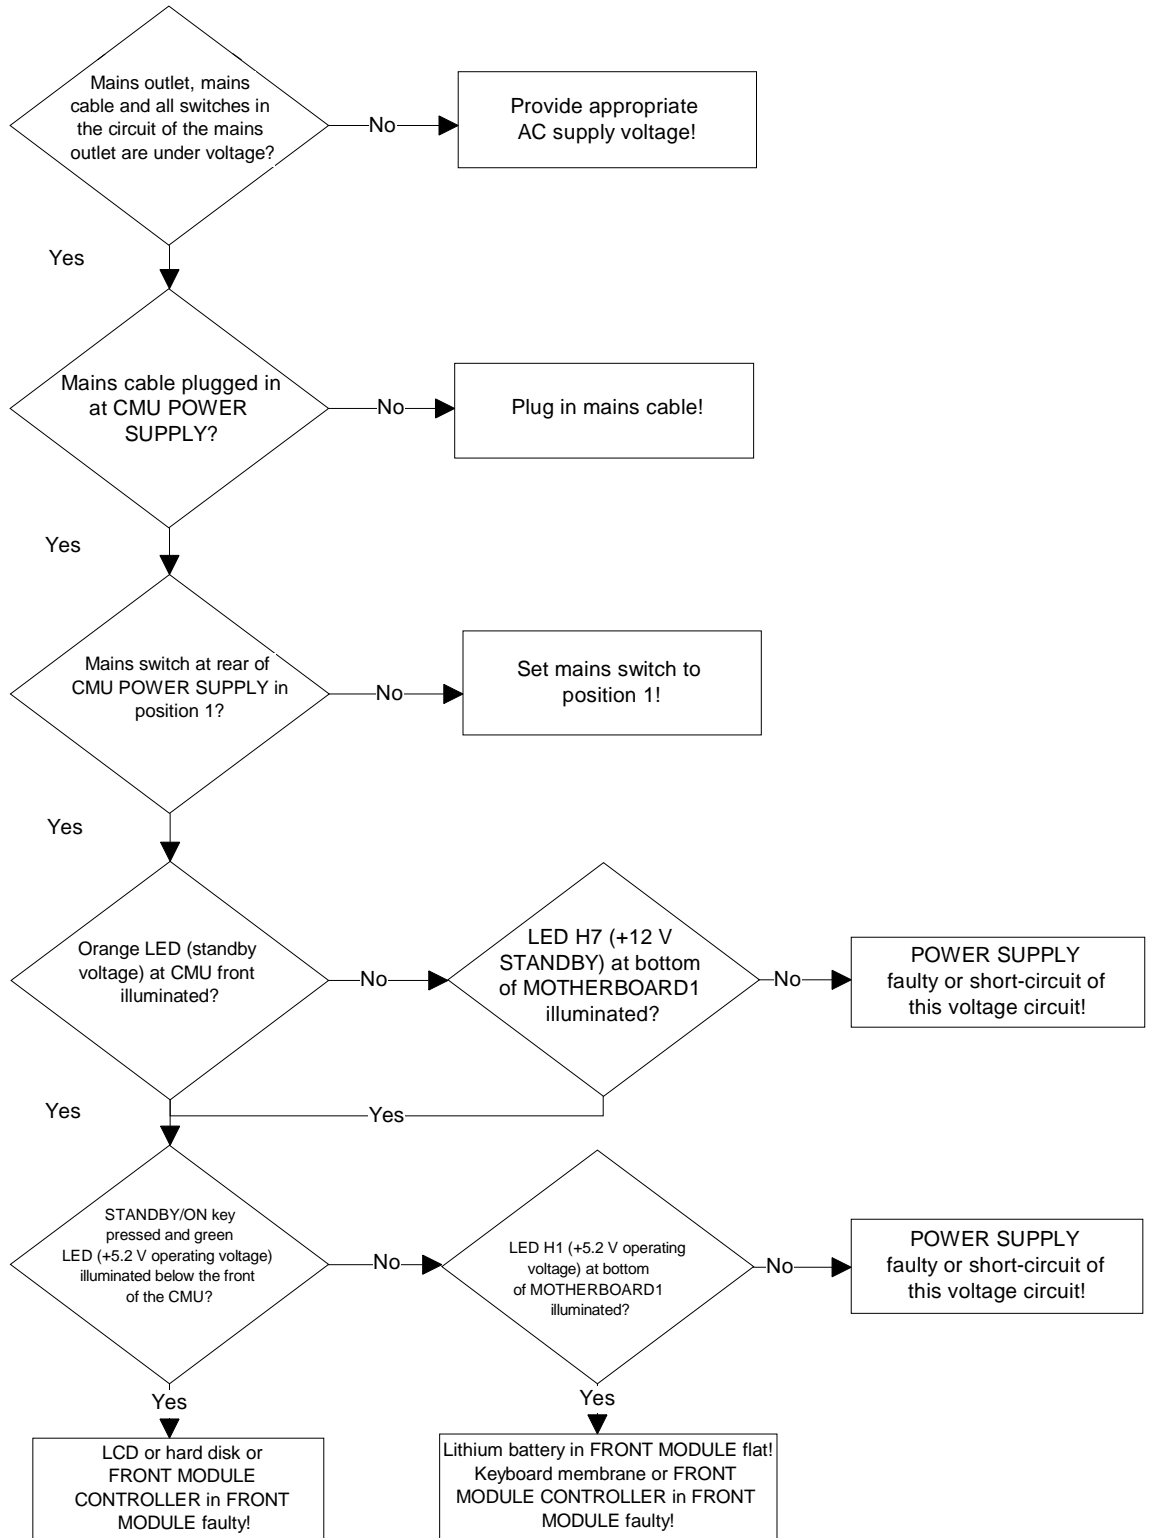 Mains outlet, mains
cable and all switches in
the circuit of the mains
outlet are under voltage?
No
Provide appropriate
AC supply voltage!
Yes
Mains cable plugged in
at CMU POWER
SUPPLY?
No
Plug in mains cable!
Yes
Mains switch at rear of
CMU POWER SUPPLY in
position 1?
No
Set mains switch to
position 1!
Yes
Orange LED (standby
voltage) at CMU front
illuminated?
No
LED H7 (+12 V
STANDBY) at bottom
of MOTHERBOARD1
illuminated?
No
POWER SUPPLY
faulty or short-circuit of
this voltage circuit!
Yes
Yes
STANDBY/ON key
pressed and green
LED (+5.2 V operating voltage)
illuminated below the front
of the CMU?
No
LED H1 (+5.2 V operating
voltage) at bottom
of MOTHERBOARD1
illuminated?
No
POWER SUPPLY
faulty or short-circuit of
this voltage circuit!
Yes
LCD or hard disk or
FRONT MODULE
CONTROLLER in FRONT
MODULE faulty!
Yes
Lithium battery in FRONT MODULE flat!
Keyboard membrane or FRONT
MODULE CONTROLLER in FRONT
MODULE faulty!